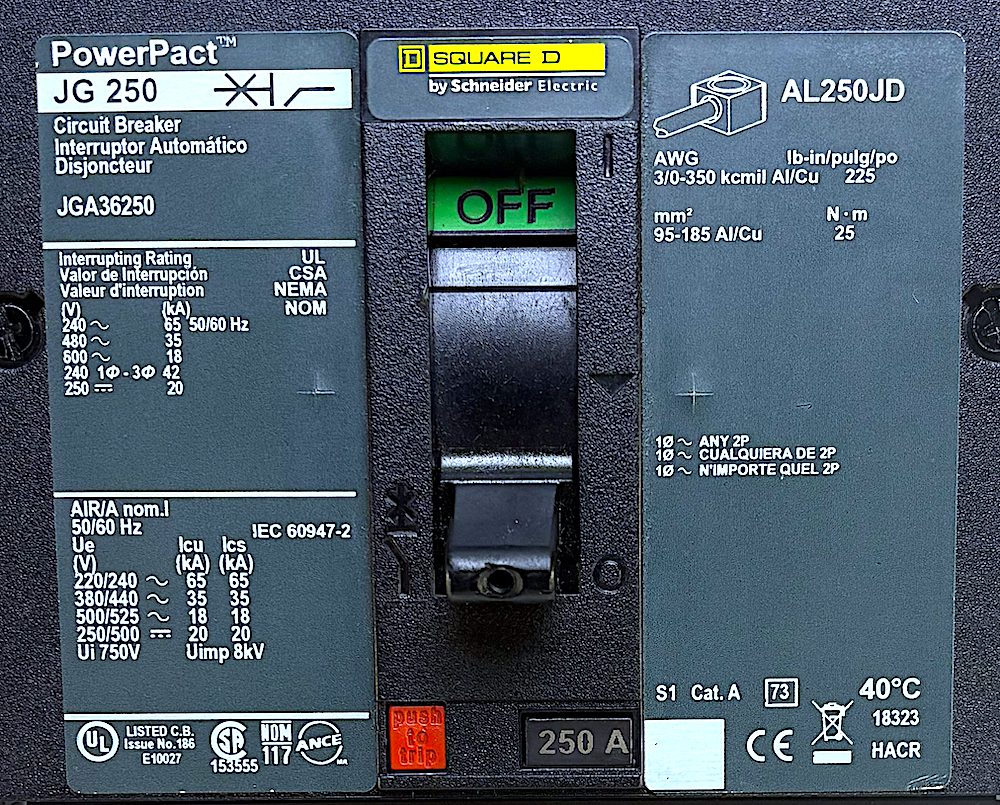 PowerPact™
JG 250
Circuit Breaker
Interruptor Automático
Disjoncteur
JGA36250
Interrupting Rating UL
Valor de Interrupción CSA
Valeur d'interruption NEMA
(V) (kA) NOM
240 ~ 65 50/60 Hz
480 ~ 35
600 ~ 18
240 1Φ - 3Φ 42
250 ⎓ 20
AIR/A nom.I
50/60 Hz IEC 60947-2
Ue Icu Ics
(V) (kA) (kA)
220/240 ~ 65 65
380/440 ~ 35 35
500/525 ~ 18 18
250/500 ⎓ 20 20
Ui 750V Uimp 8kV
UL
LISTED C.B.
Issue No.186
E10027
SA
153555
NOM
117
ANCE
MR
D SQUARE D
by Schneider Electric
I
OFF
O
push
to
trip
250 A
AL250JD
AWG lb-in/pulg/po
3/0-350 kcmil Al/Cu 225
mm² N·m
95-185 Al/Cu 25
1Ø ~ ANY 2P
1Ø ~ CUALQUIERA DE 2P
1Ø ~ N'IMPORTE QUEL 2P
S1 Cat. A 73 40°C
18323
CE HACR